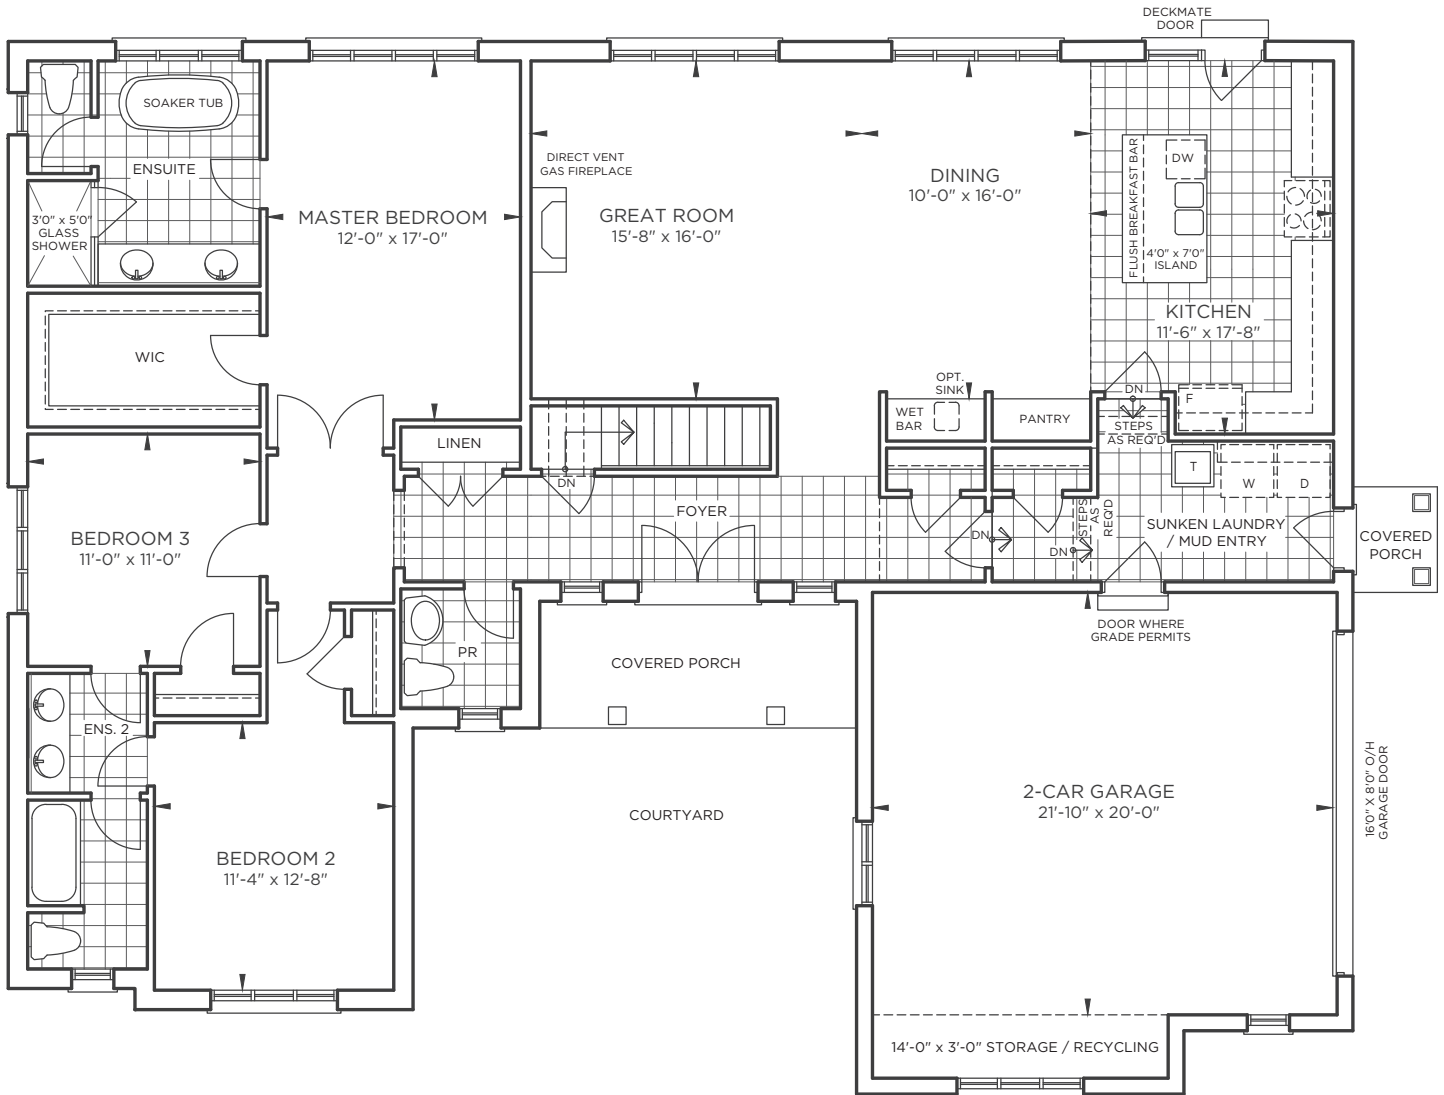 DECKMATE
DOOR
SOAKER TUB
ENSUITE
3'0" x 5'0"
GLASS
SHOWER
MASTER BEDROOM
12'-0" x 17'-0"
DIRECT VENT
GAS FIREPLACE
GREAT ROOM
15'-8" x 16'-0"
DINING
10'-0" x 16'-0"
FLUSH BREAKFAST BAR
DW
4'0" x 7'0"
ISLAND
KITCHEN
11'-6" x 17'-8"
WIC
OPT.
SINK
WET
BAR
PANTRY
DN
F
STEPS
AS REQ'D
LINEN
DN
T
W
D
FOYER
BEDROOM 3
11'-0" x 11'-0"
DN
DN
STEPS
AS
REQ'D
SUNKEN LAUNDRY
/ MUD ENTRY
COVERED
PORCH
DOOR WHERE
GRADE PERMITS
PR
COVERED PORCH
ENS. 2
COURTYARD
2-CAR GARAGE
21'-10" x 20'-0"
16'0" X 8'0" O/H
GARAGE DOOR
BEDROOM 2
11'-4" x 12'-8"
14'-0" x 3'-0" STORAGE / RECYCLING